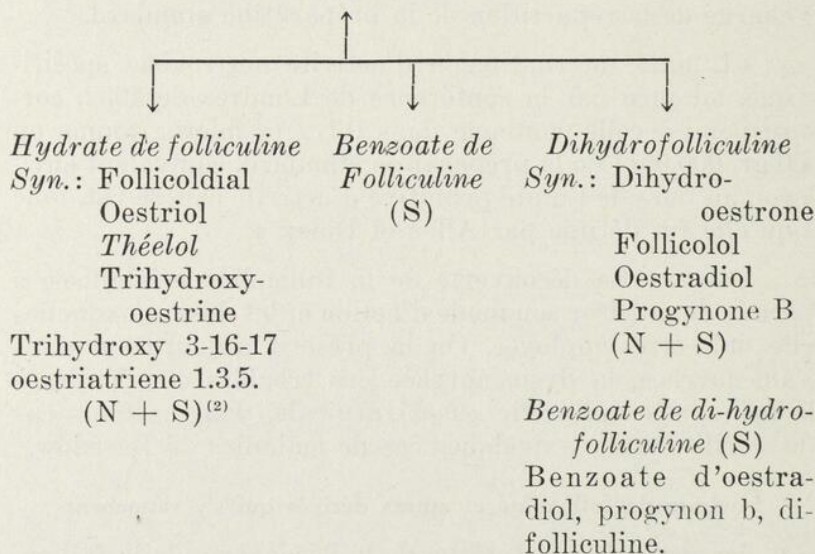 Hydrate de folliculine
Syn.: Follicoldial
Oestriol
Théelol
Trihydroxy-
oestrine
Trihydroxy 3-16-17
oestriatriene 1.3.5.
(N + S)(2)
Benzoate de
Folliculine
(S)
Dihydrofolliculine
Syn.: Dihydro-
oestrone
Follicolol
Oestradiol
Progynone B
(N + S)
Benzoate de di-hydro-
folliculine (S)
Benzoate d'oestra-
diol, progynon b, di-
folliculine.